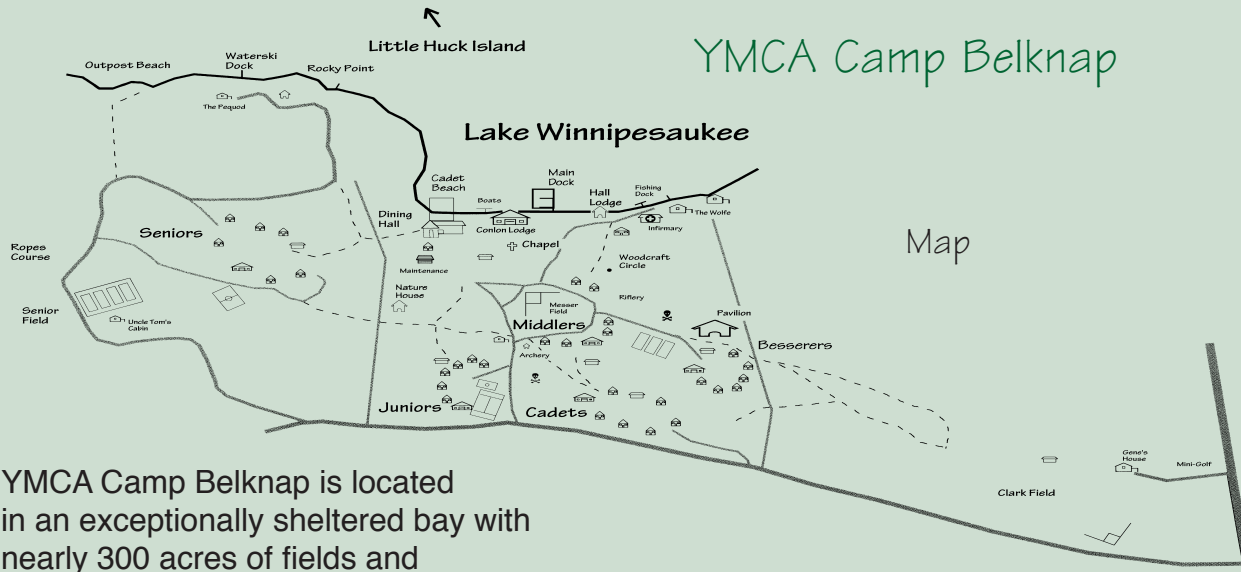 Little Huck Island
YMCA Camp Belknap
Outpost Beach
Waterski
Dock
Rocky Point
The Pequod
Lake Winnipesaukee
Cadet
Beach
Boats
Main
Dock
Hall
Lodge
Fishing
Dock
The Wolfe
Infirmary
Dining
Hall
Conlon Lodge
Chapel
Map
Seniors
Ropes
Course
Maintenance
Woodcraft
Circle
Nature
House
Riflery
Messer
Field
Senior
Field
Uncle Tom's
Cabin
Middlers
Pavilion
Besserers
Archery
Juniors
Cadets
Gene's
House
Mini-Golf
Clark Field
YMCA Camp Belknap is located
in an exceptionally sheltered bay with
nearly 300 acres of fields and